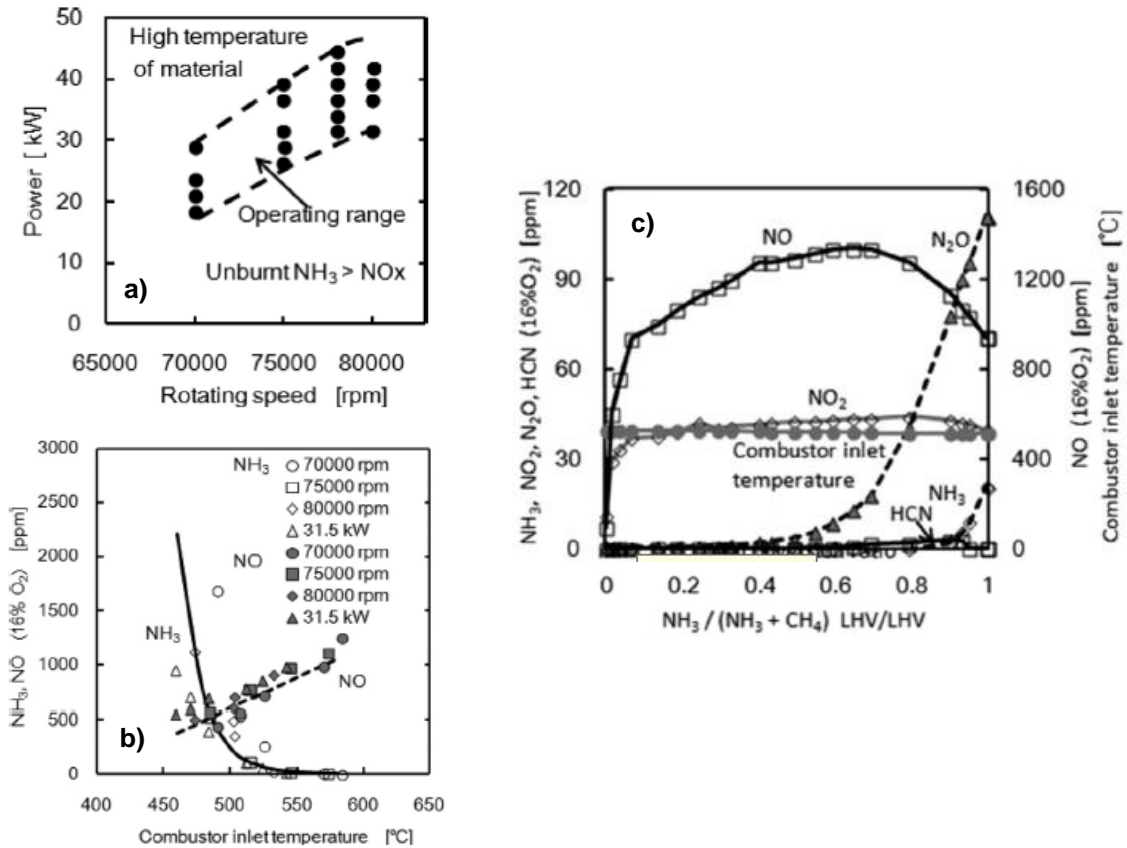 50
40
30
20
10
0
High temperature
of material
Operating range
Unburnt NH₃ > NOx
a)
Power [kW]
65000 70000 75000 80000
Rotating speed [rpm]
3000
2500
2000
1500
1000
500
0
NH₃
70000 rpm
75000 rpm
80000 rpm
31.5 kW
70000 rpm
75000 rpm
80000 rpm
31.5 kW
NO
NH₃
NO
b)
NH₃, NO (16% O₂) [ppm]
400 450 500 550 600 650
Combustor inlet temperature [°C]
120
90
60
30
0
1600
1200
800
400
0
c)
NO
N₂O
NO₂
Combustor inlet
temperature
NH₃
HCN
NH₃, NO₂, N₂O, HCN (16%O₂) [ppm]
NO (16%O₂) [ppm]
Combustor inlet temperature [°C]
0 0.2 0.4 0.6 0.8 1
NH₃ / (NH₃ + CH₄) LHV/LHV